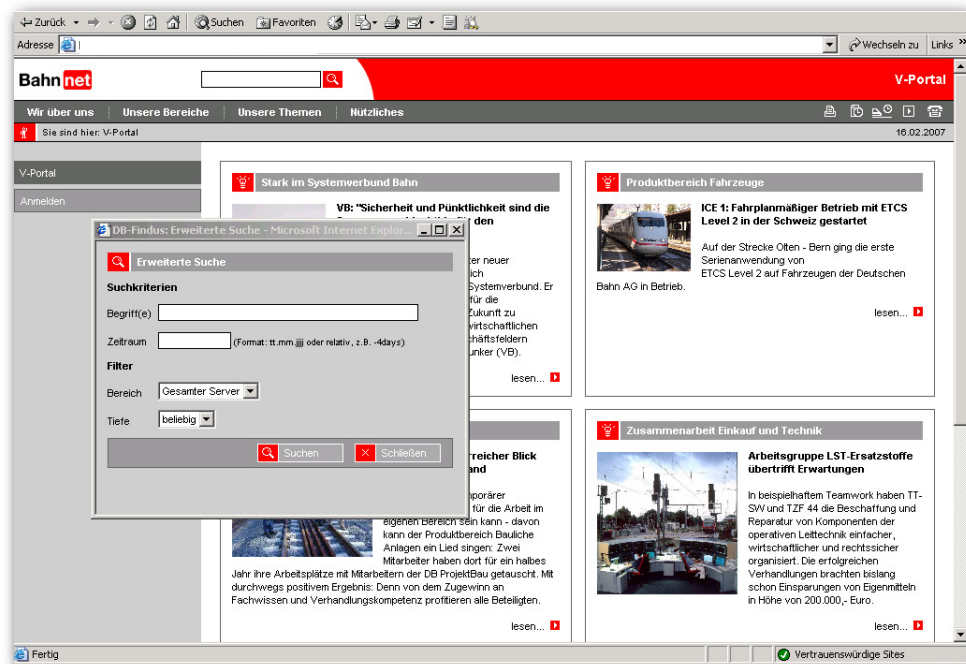 Zurück Suchen Favoriten
Adresse Wechseln zu Links »
Bahn net V-Portal
Wir über uns Unsere Bereiche Unsere Themen Nützliches
Sie sind hier: V-Portal 16.02.2007
V-Portal
Anmelden
Stark im Systemverbund Bahn
VB: "Sicherheit und Pünktlichkeit sind die
für den
ter neuer
ich
Systemverbund. Er
für die
Zukunft zu
wirtschaftlichen
chäftsfeldern
unker (VB).
lesen...
Produktbereich Fahrzeuge
ICE 1: Fahrplanmäßiger Betrieb mit ETCS
Level 2 in der Schweiz gestartet
Auf der Strecke Olten - Bern ging die erste
Serienanwendung von
ETCS Level 2 auf Fahrzeugen der Deutschen
Bahn AG in Betrieb.
lesen...
DB-Findus: Erweiterte Suche - Microsoft Internet Explor...
Erweiterte Suche
Suchkriterien
Begriff(e)
Zeitraum (Format: tt.mm.jjjj oder relativ, z.B. -4days)
Filter
Bereich Gesamter Server
Tiefe beliebig
Suchen Schließen
rreicher Blick
and
mporärer
für die Arbeit im
eigenen Bereich sein kann - davon
kann der Produktbereich Bauliche
Anlagen ein Lied singen: Zwei
Mitarbeiter haben dort für ein halbes
Jahr ihre Arbeitsplätze mit Mitarbeitern der DB ProjektBau getauscht. Mit
durchwegs positivem Ergebnis: Denn von dem Zugewinn an
Fachwissen und Verhandlungskompetenz profitieren alle Beteiligten.
lesen...
Zusammenarbeit Einkauf und Technik
Arbeitsgruppe LST-Ersatzstoffe
übertrifft Erwartungen
In beispielhaftem Teamwork haben TT-
SW und TZF 44 die Beschaffung und
Reparatur von Komponenten der
operativen Leittechnik einfacher,
wirtschaftlicher und rechtssicher
organisiert. Die erfolgreichen
Verhandlungen brachten bislang
schon Einsparungen von Eigenmitteln
in Höhe von 200.000,- Euro.
lesen...
Fertig Vertrauenswürdige Sites